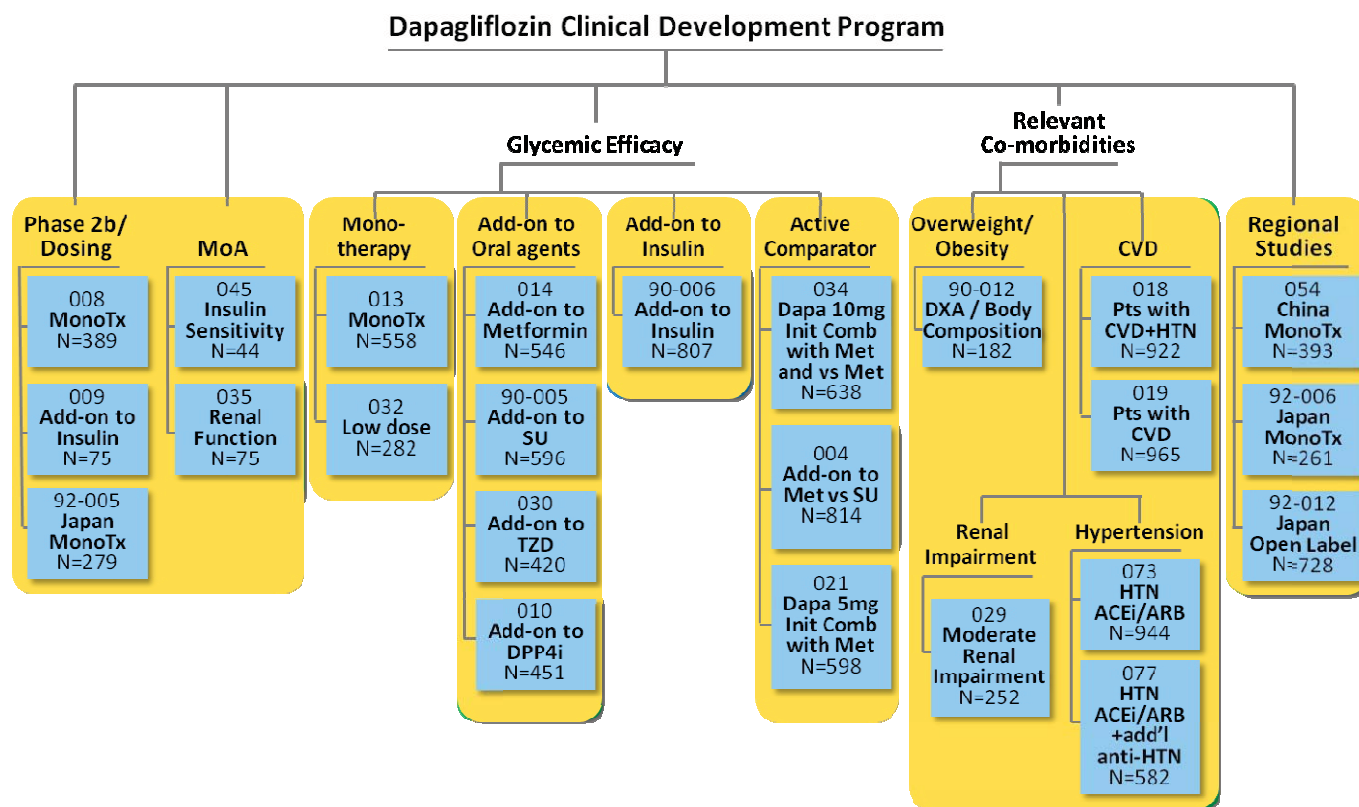 Dapagliflozin Clinical Development Program
Glycemic Efficacy
Relevant
Co-morbidities
Phase 2b/
Dosing
008
MonoTx
N=389
009
Add-on to
Insulin
N=75
92-005
Japan
MonoTx
N=279
MoA
045
Insulin
Sensitivity
N=44
035
Renal
Function
N=75
Mono-
therapy
013
MonoTx
N=558
032
Low dose
N=282
Add-on to
Oral agents
014
Add-on to
Metformin
N=546
90-005
Add-on to
SU
N=596
030
Add-on to
TZD
N=420
010
Add-on to
DPP4i
N=451
Add-on to
Insulin
90-006
Add-on to
Insulin
N=807
Active
Comparator
034
Dapa 10mg
Init Comb
with Met
and vs Met
N=638
004
Add-on to
Met vs SU
N=814
021
Dapa 5mg
Init Comb
with Met
N=598
Overweight/
Obesity
90-012
DXA / Body
Composition
N=182
CVD
018
Pts with
CVD+HTN
N=922
019
Pts with
CVD
N=965
Renal
Impairment
029
Moderate
Renal
Impairment
N=252
Hypertension
073
HTN
ACEi/ARB
N=944
077
HTN
ACEi/ARB
+add'l
anti-HTN
N=582
Regional
Studies
054
China
MonoTx
N=393
92-006
Japan
MonoTx
N≈261
92-012
Japan
Open Label
N≈728